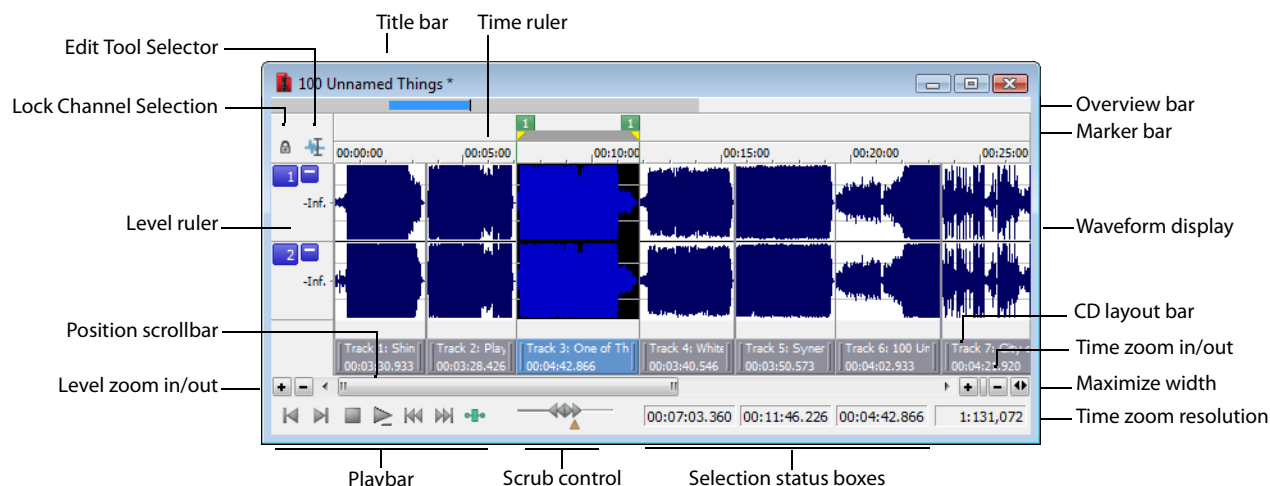 Title bar
Time ruler
Edit Tool Selector
Lock Channel Selection
100 Unnamed Things *
Overview bar
Marker bar
1 1
00:00:00 00:05:00 00:10:00 00:15:00 00:20:00 00:25:00
1
-Inf.
Level ruler
Waveform display
2
-Inf.
CD layout bar
Position scrollbar
Track 1: Shin Track 2: Play Track 3: One of Th Track 4: White Track 5: Syner Track 6: 100 Un Track 7:
00:03:30.933 00:03:28.426 00:04:42.866 00:03:40.546 00:03:50.573 00:04:02.933
Time zoom in/out
Level zoom in/out
Maximize width
00:07:03.360 00:11:46.226 00:04:42.866 1:131,072
Time zoom resolution
Playbar
Scrub control
Selection status boxes